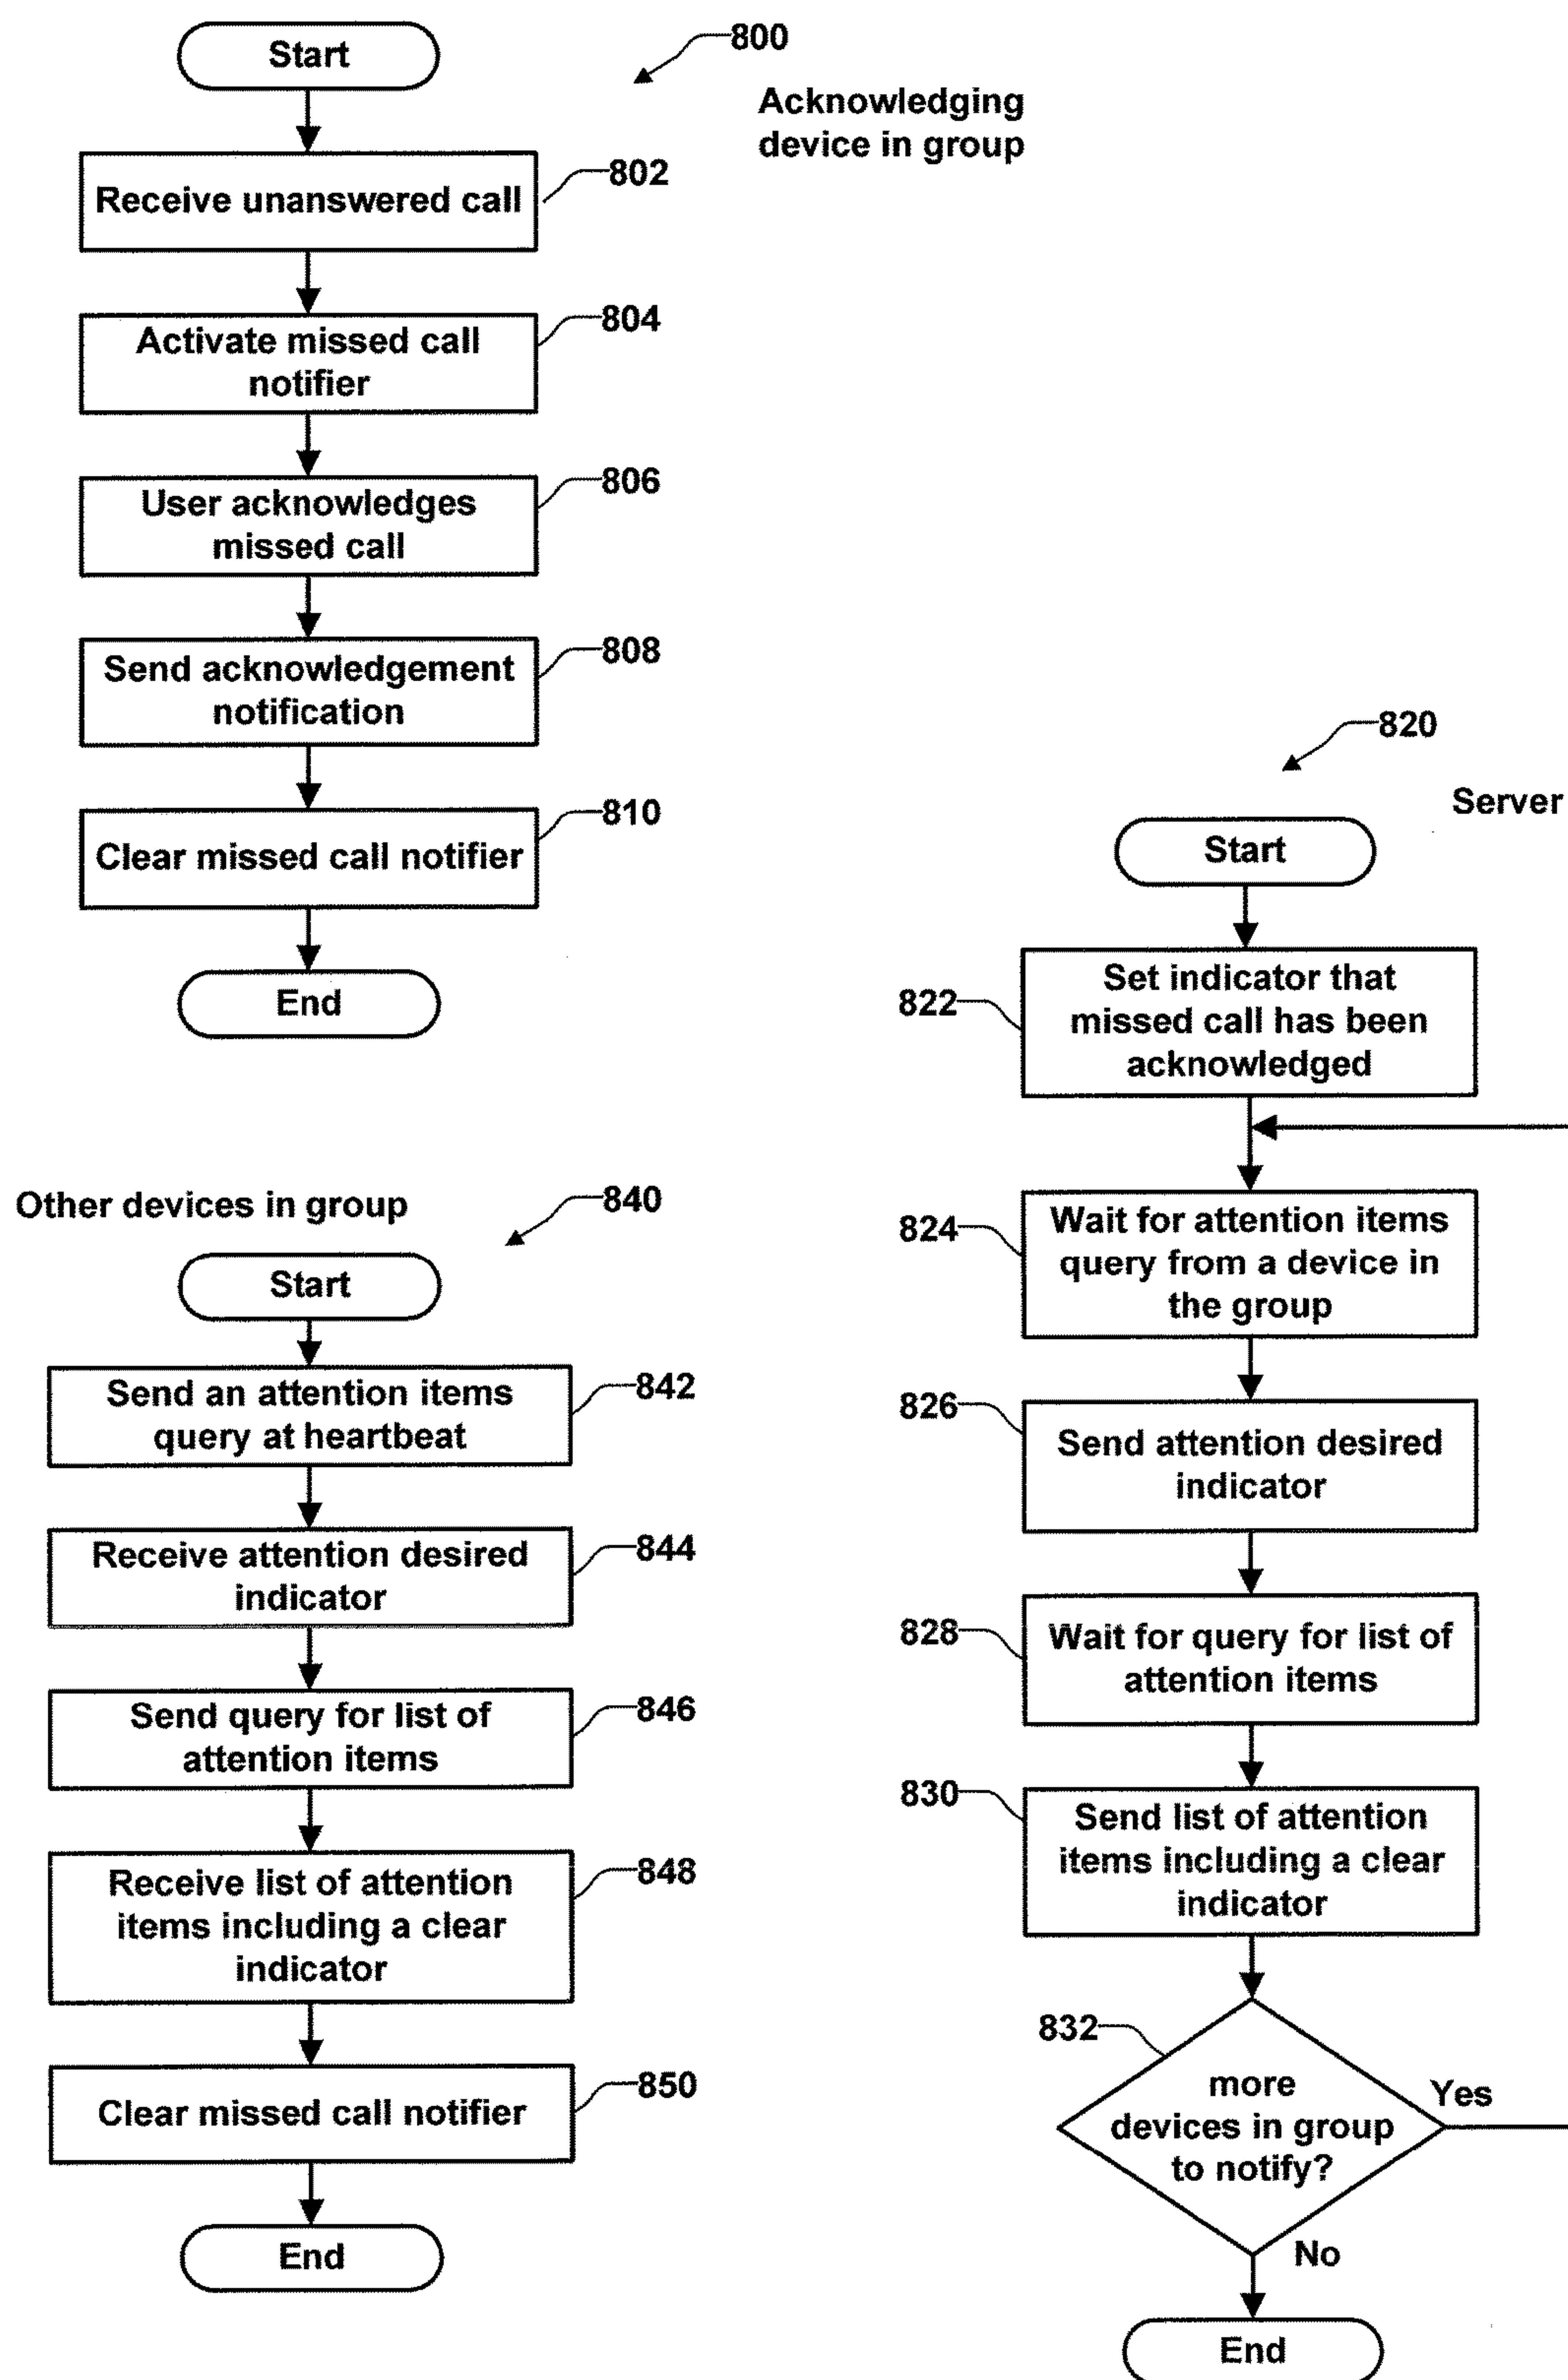 Start
800
Acknowledging
device in group
Receive unanswered call
802
Activate missed call
notifier
804
User acknowledges
missed call
806
Send acknowledgement
notification
808
Clear missed call notifier
810
End
Other devices in group
840
Start
Send an attention items
query at heartbeat
842
Receive attention desired
indicator
844
Send query for list of
attention items
846
Receive list of attention
items including a clear
indicator
848
Clear missed call notifier
850
End
820
Server
Start
822
Set indicator that
missed call has been
acknowledged
824
Wait for attention items
query from a device in
the group
826
Send attention desired
indicator
828
Wait for query for list of
attention items
830
Send list of attention
items including a clear
indicator
832
more
devices in group
to notify?
Yes
No
End